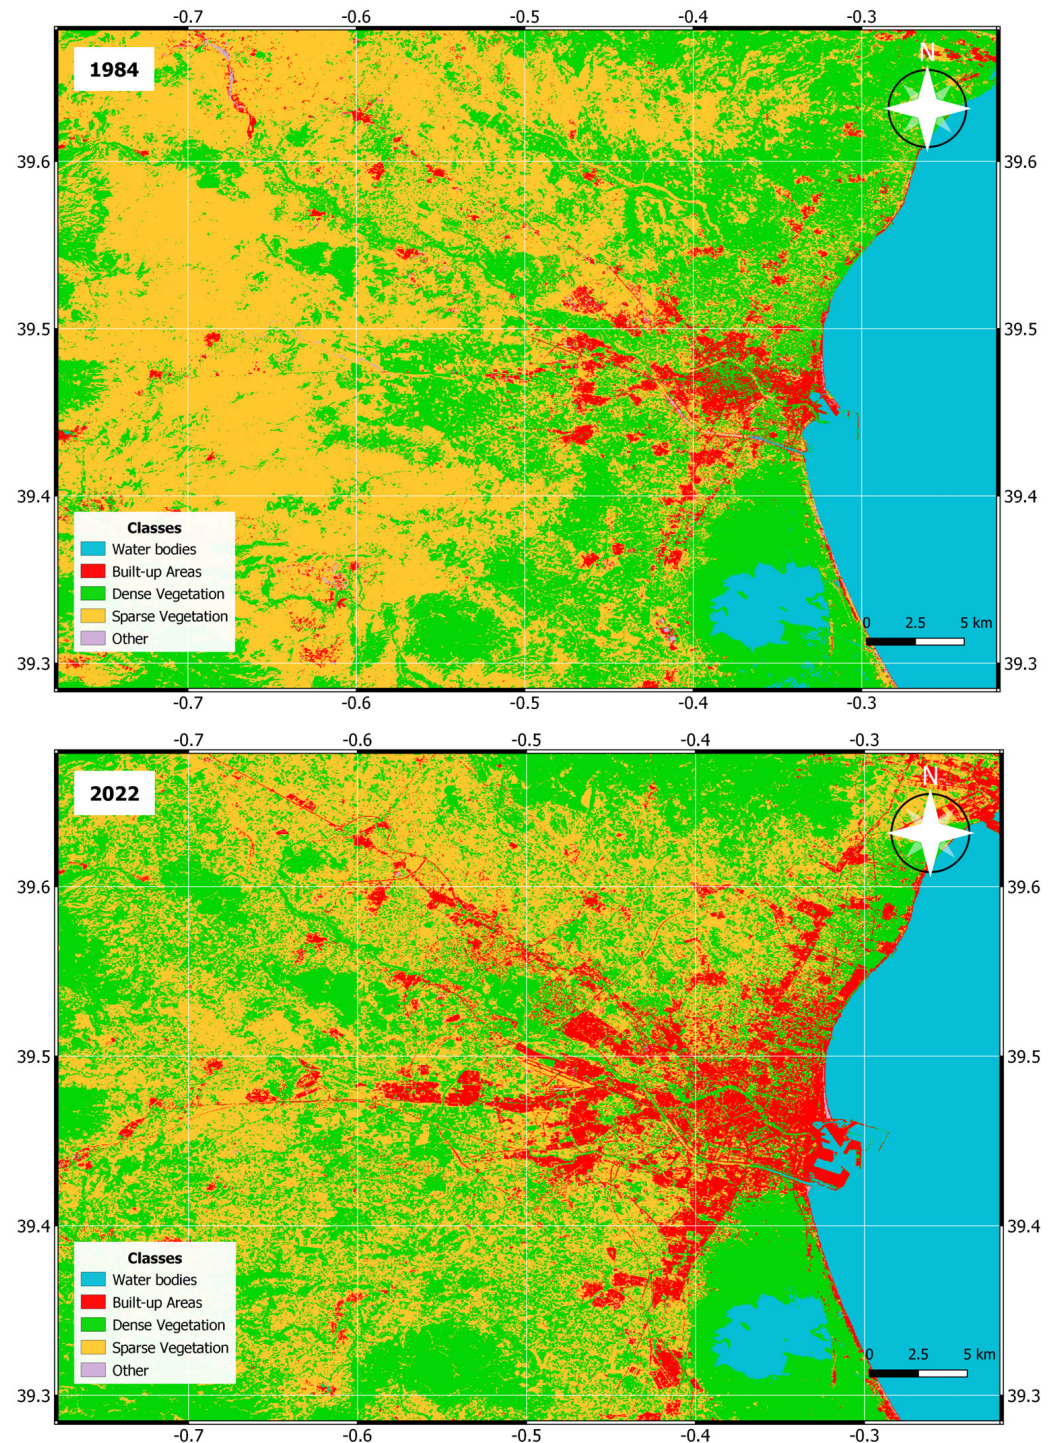 -0.7 -0.6 -0.5 -0.4 -0.3
1984
N
39.6 39.6
39.5 39.5
39.4 39.4
Classes
Water bodies
Built-up Areas
Dense Vegetation
Sparse Vegetation
Other
0 2.5 5 km
39.3 39.3
-0.7 -0.6 -0.5 -0.4 -0.3
-0.7 -0.6 -0.5 -0.4 -0.3
2022
N
39.6 39.6
39.5 39.5
39.4 39.4
Classes
Water bodies
Built-up Areas
Dense Vegetation
Sparse Vegetation
Other
0 2.5 5 km
39.3 39.3
-0.7 -0.6 -0.5 -0.4 -0.3